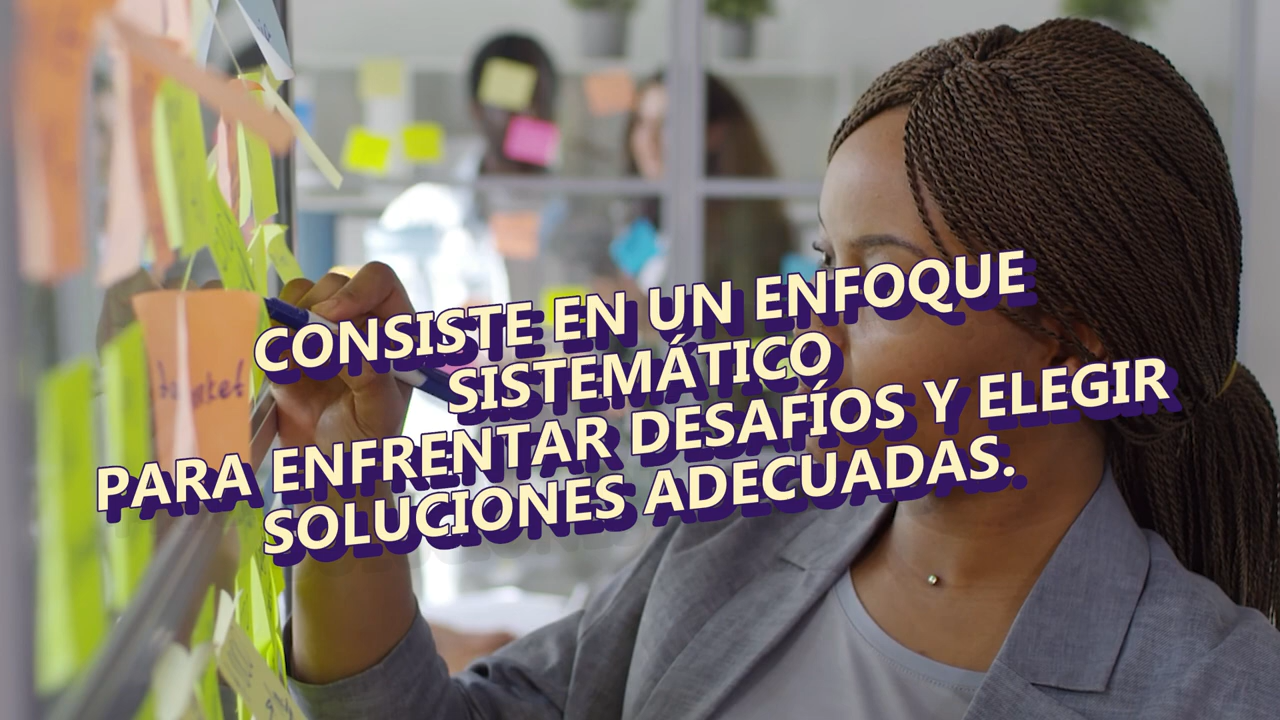 CONSISTE EN UN ENFOQUE
SISTEMÁTICO
PARA ENFRENTAR DESAFÍOS Y ELEGIR
SOLUCIONES ADECUADAS.